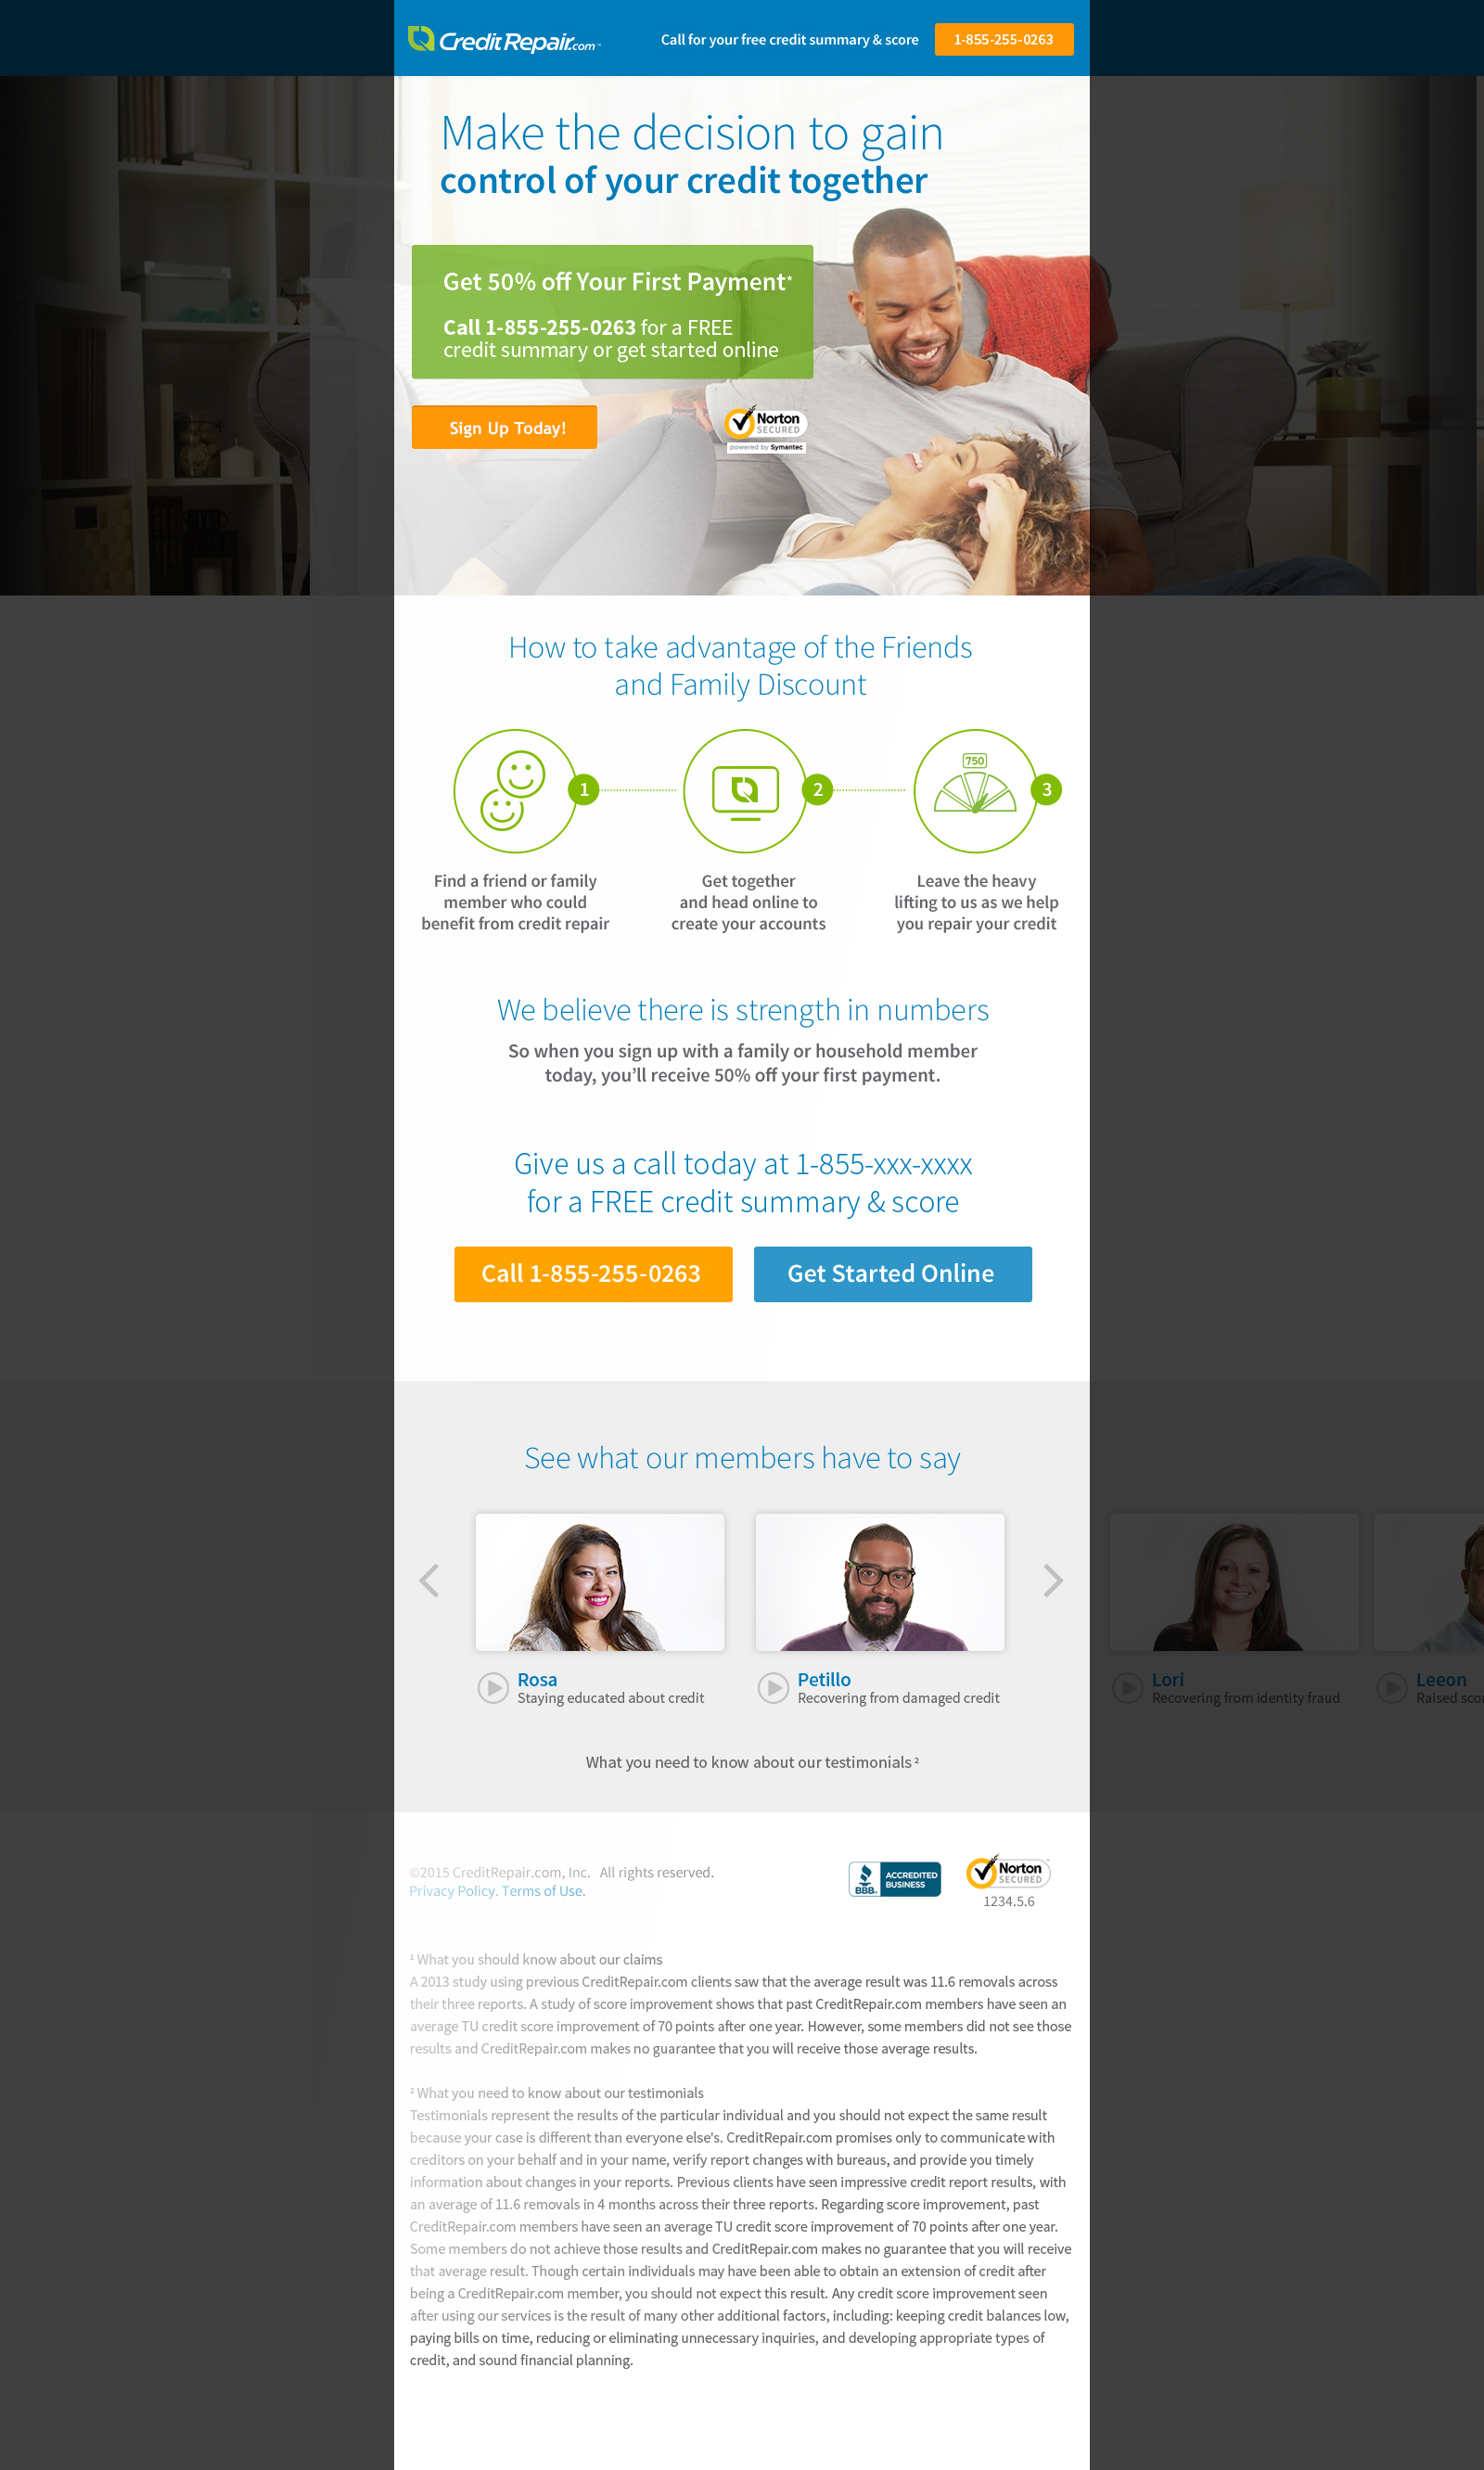 CreditRepair.com
Call for your free credit summary & score
1-855-255-0263
Make the decision to gain
control of your credit together
Get 50% off Your First Payment*
Call 1-855-255-0263 for a FREE
credit summary or get started online
Sign Up Today!
Norton
SECURED
powered by Symantec
How to take advantage of the Friends
and Family Discount
1
2
750
3
Find a friend or family
member who could
benefit from credit repair
Get together
and head online to
create your accounts
Leave the heavy
lifting to us as we help
you repair your credit
We believe there is strength in numbers
So when you sign up with a family or household member
today, you’ll receive 50% off your first payment.
Give us a call today at 1-855-xxx-xxxx
for a FREE credit summary & score
Call 1-855-255-0263
Get Started Online
See what our members have to say
Rosa
Staying educated about credit
Petillo
Recovering from damaged credit
Lori
Recovering from identity fraud
Leeon
Raised
What you need to know about our testimonials ²
©2015 CreditRepair.com, Inc. All rights reserved.
Privacy Policy. Terms of Use.
BBB
ACCREDITED
BUSINESS
Norton
SECURED
1234.5.6
¹ What you should know about our claims
A 2013 study using previous CreditRepair.com clients saw that the average result was 11.6 removals across
their three reports. A study of score improvement shows that past CreditRepair.com members have seen an
average TU credit score improvement of 70 points after one year. However, some members did not see those
results and CreditRepair.com makes no guarantee that you will receive those average results.
² What you need to know about our testimonials
Testimonials represent the results of the particular individual and you should not expect the same result
because your case is different than everyone else's. CreditRepair.com promises only to communicate with
creditors on your behalf and in your name, verify report changes with bureaus, and provide you timely
information about changes in your reports. Previous clients have seen impressive credit report results, with
an average of 11.6 removals in 4 months across their three reports. Regarding score improvement, past
CreditRepair.com members have seen an average TU credit score improvement of 70 points after one year.
Some members do not achieve those results and CreditRepair.com makes no guarantee that you will receive
that average result. Though certain individuals may have been able to obtain an extension of credit after
being a CreditRepair.com member, you should not expect this result. Any credit score improvement seen
after using our services is the result of many other additional factors, including: keeping credit balances low,
paying bills on time, reducing or eliminating unnecessary inquiries, and developing appropriate types of
credit, and sound financial planning.